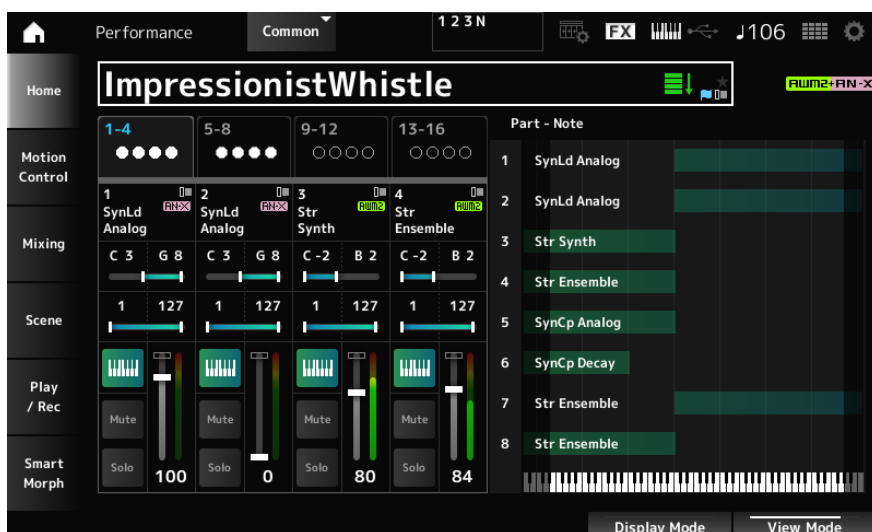 Performance
Common
1 2 3 N
FX
♩106
Home
ImpressionistWhistle
AWM2+AN-X
Motion
Control
Mixing
Scene
Play
/ Rec
Smart
Morph
1-4
5-8
9-12
13-16
1
AN-X
SynLd
Analog
2
AN-X
SynLd
Analog
3
AWM2
Str
Synth
4
AWM2
Str
Ensemble
C 3 G 8
C 3 G 8
C -2 B 2
C -2 B 2
1 127
1 127
1 127
1 127
Mute
Mute
Mute
Mute
Solo
Solo
Solo
Solo
100
0
80
84
Part - Note
1 SynLd Analog
2 SynLd Analog
3 Str Synth
4 Str Ensemble
5 SynCp Analog
6 SynCp Decay
7 Str Ensemble
8 Str Ensemble
Display Mode
View Mode